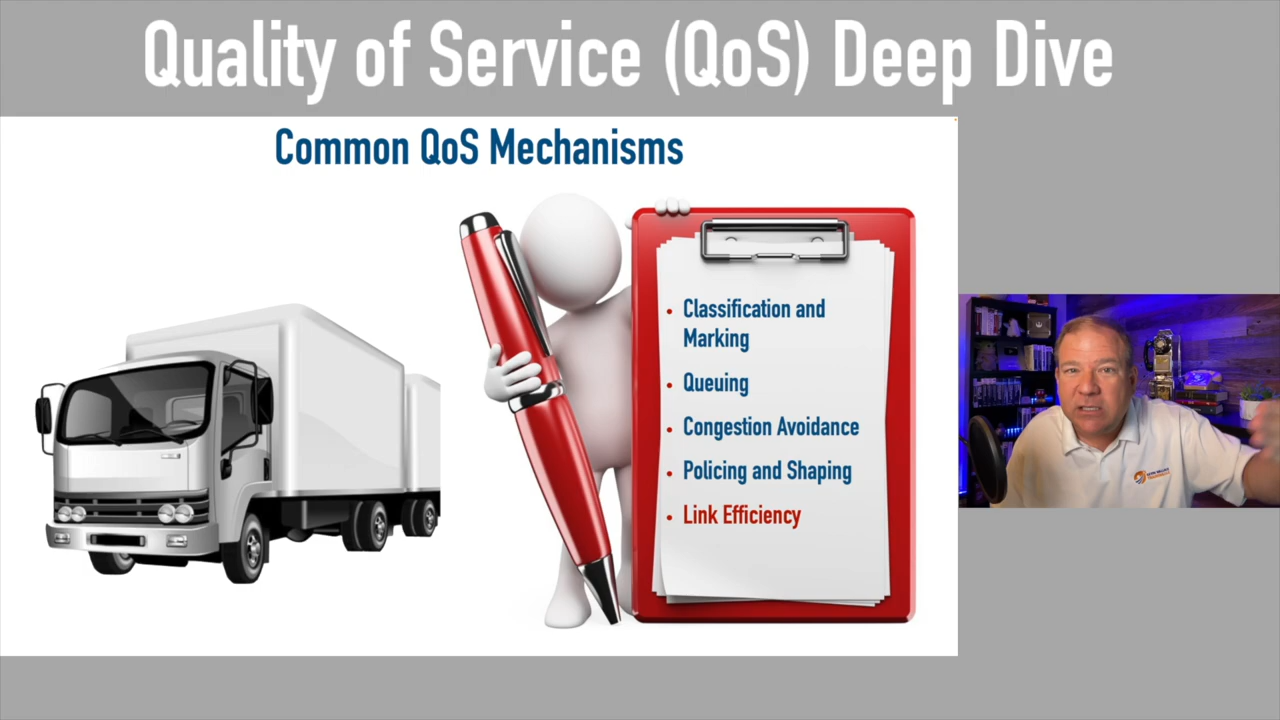 Quality of Service (QoS) Deep Dive
Common QoS Mechanisms
• Classification and
Marking
• Queuing
• Congestion Avoidance
• Policing and Shaping
• Link Efficiency